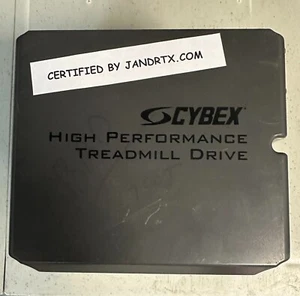 CERTIFIED BY JANDRTX.COM
CYBEX
HIGH PERFORMANCE
TREADMILL DRIVE